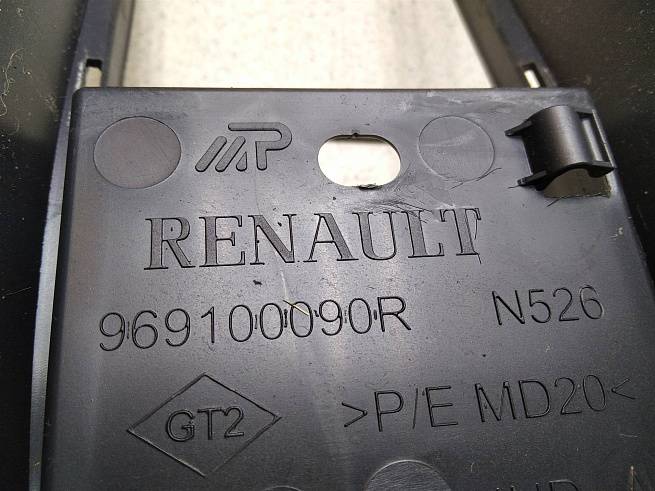 MP
RENAULT
969100090R N526
GT2 >P/E MD20<